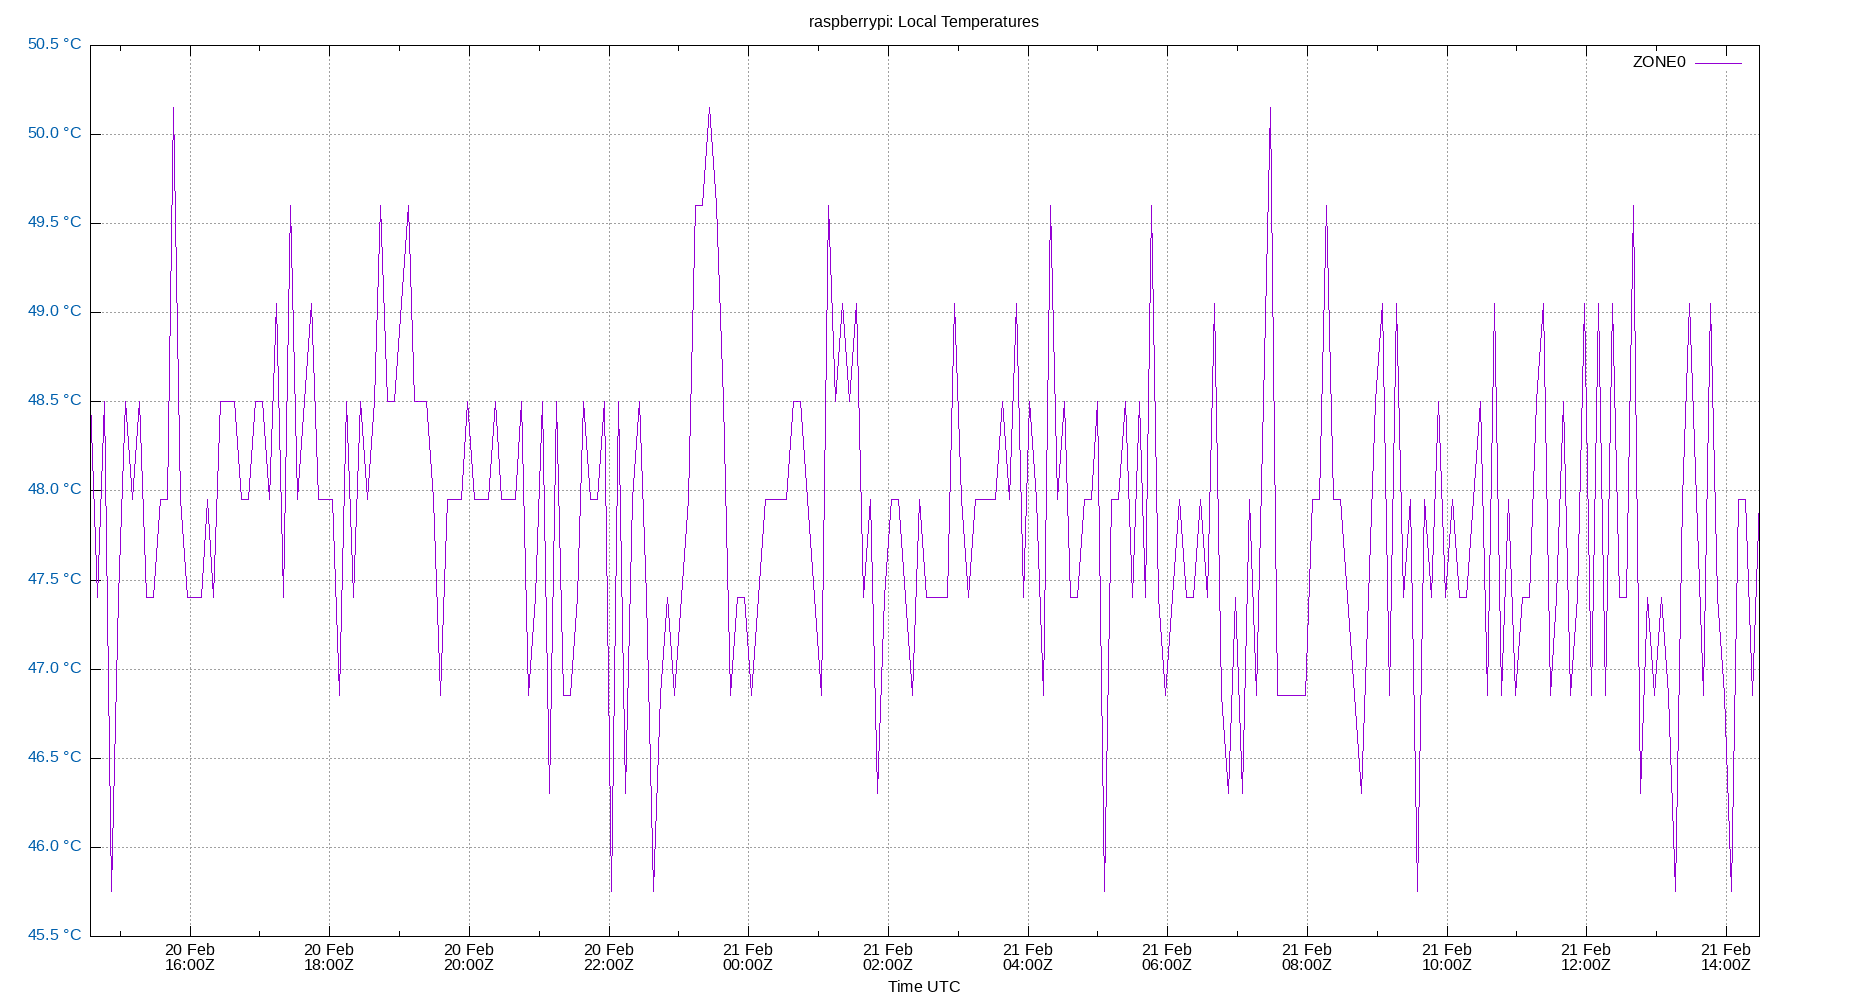 raspberrypi: Local Temperatures
ZONE0
50.5 °C
50.0 °C
49.5 °C
49.0 °C
48.5 °C
48.0 °C
47.5 °C
47.0 °C
46.5 °C
46.0 °C
45.5 °C
20 Feb 20 Feb 20 Feb 20 Feb 21 Feb 21 Feb 21 Feb 21 Feb 21 Feb 21 Feb 21 Feb 21 Feb
16:00Z 18:00Z 20:00Z 22:00Z 00:00Z 02:00Z 04:00Z 06:00Z 08:00Z 10:00Z 12:00Z 14:00Z
Time UTC